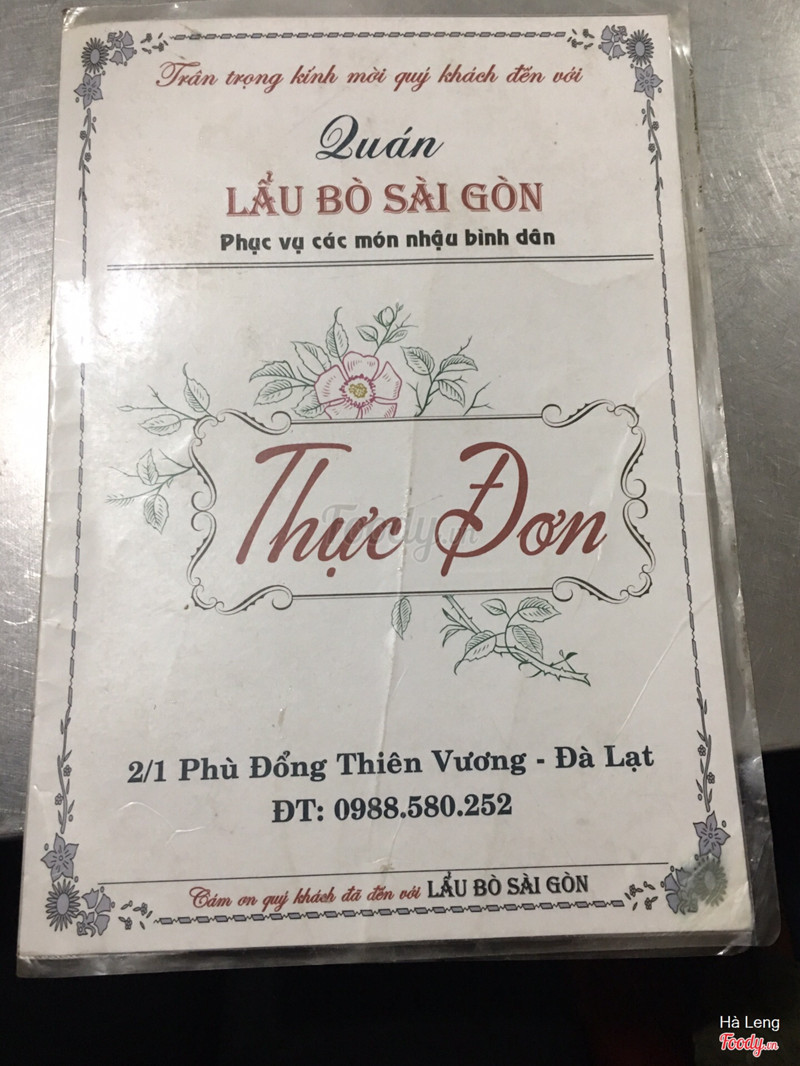 Trân trọng kính mời quý khách đến với
Quán
LẨU BÒ SÀI GÒN
Phục vụ các món nhậu bình dân
Thực Đơn
Foody.vn
2/1 Phù Đổng Thiên Vương - Đà Lạt
ĐT: 0988.580.252
Cám ơn quý khách đã đến với LẨU BÒ SÀI GÒN
Hà Leng
Foody.vn